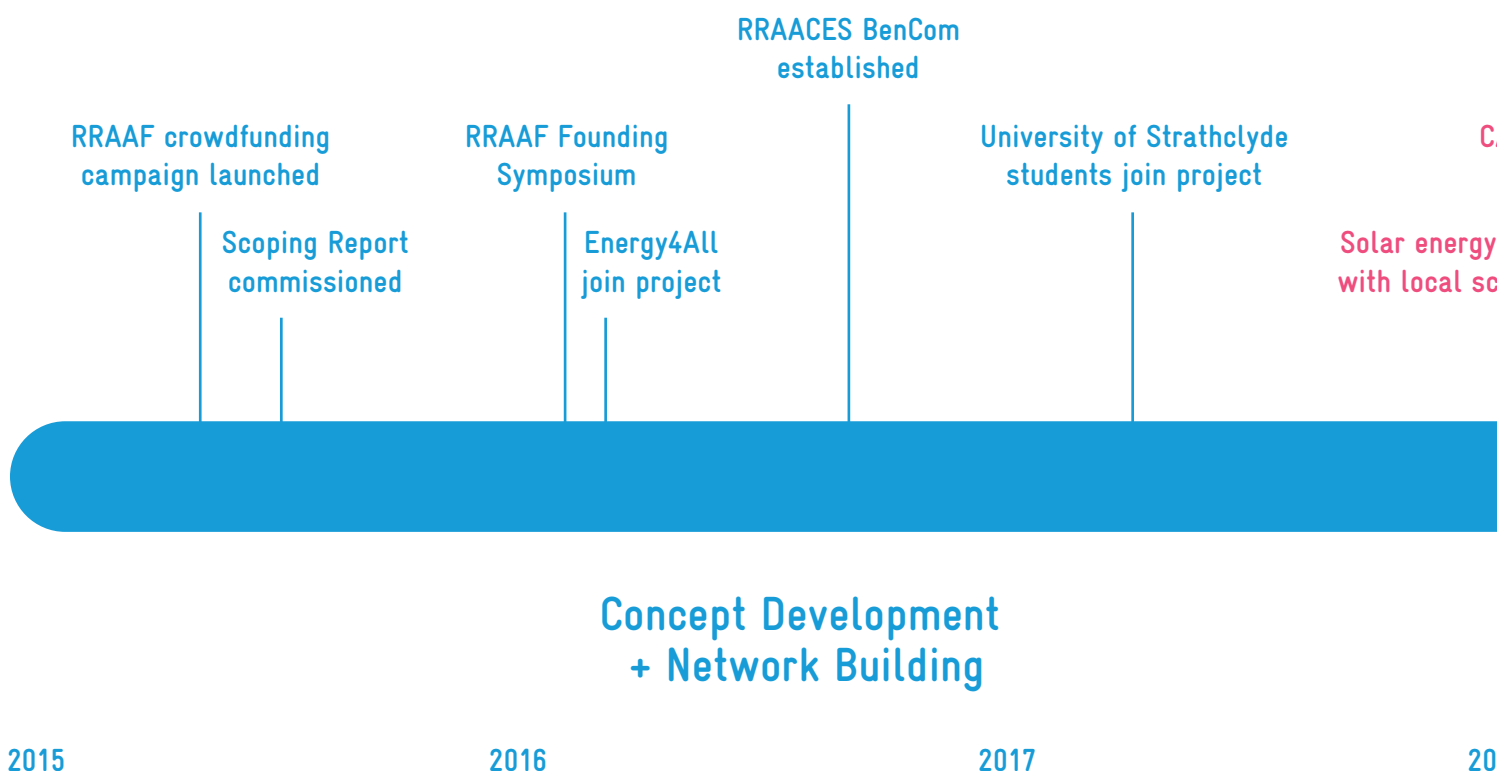 RRAACES BenCom
established
RRAAF crowdfunding
campaign launched
RRAAF Founding
Symposium
University of Strathclyde
students join project
Scoping Report
commissioned
Energy4All
join project
Solar energy
with local
Concept Development
+ Network Building
2015
2016
2017